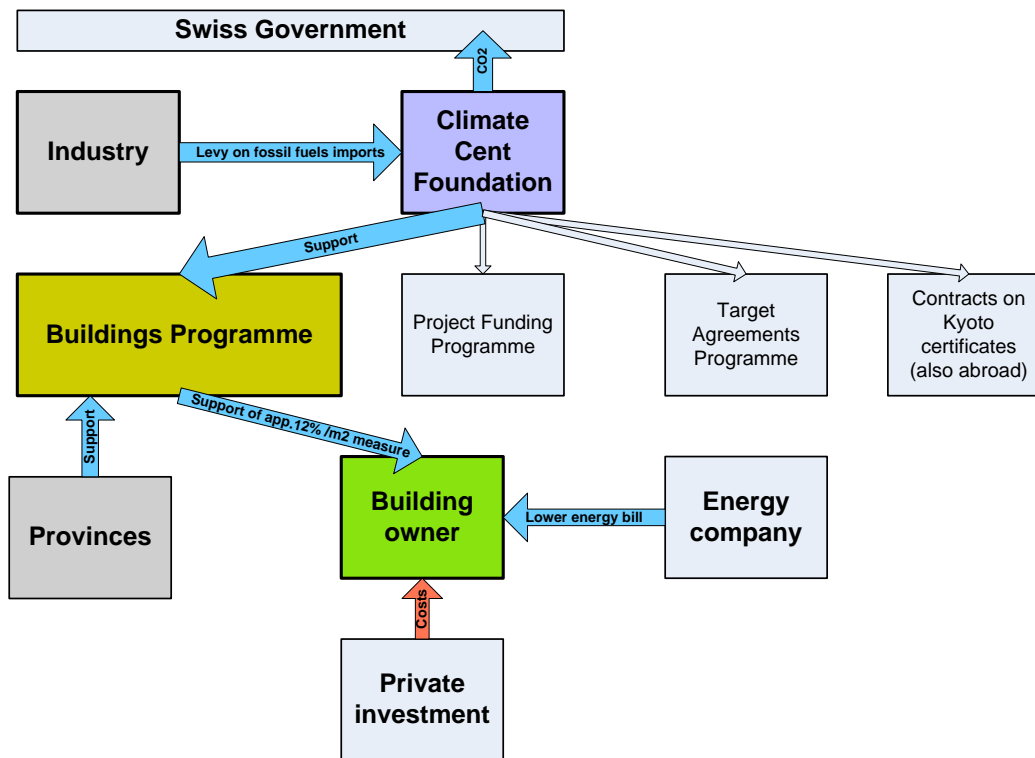 Swiss Government
CO2
Industry
Levy on fossil fuels imports
Climate
Cent
Foundation
Support
Buildings Programme
Project Funding
Programme
Target
Agreements
Programme
Contracts on
Kyoto
certificates
(also abroad)
Support of app.12% /m2 measure
Support
Provinces
Building
owner
Lower energy bill
Energy
company
Costs
Private
investment